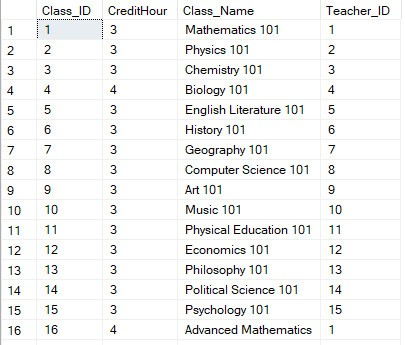 Class_ID CreditHour Class_Name Teacher_ID
1 1 3 Mathematics 101 1
2 2 3 Physics 101 2
3 3 3 Chemistry 101 3
4 4 4 Biology 101 4
5 5 3 English Literature 101 5
6 6 3 History 101 6
7 7 3 Geography 101 7
8 8 3 Computer Science 101 8
9 9 3 Art 101 9
10 10 3 Music 101 10
11 11 3 Physical Education 101 11
12 12 3 Economics 101 12
13 13 3 Philosophy 101 13
14 14 3 Political Science 101 14
15 15 3 Psychology 101 15
16 16 4 Advanced Mathematics 1